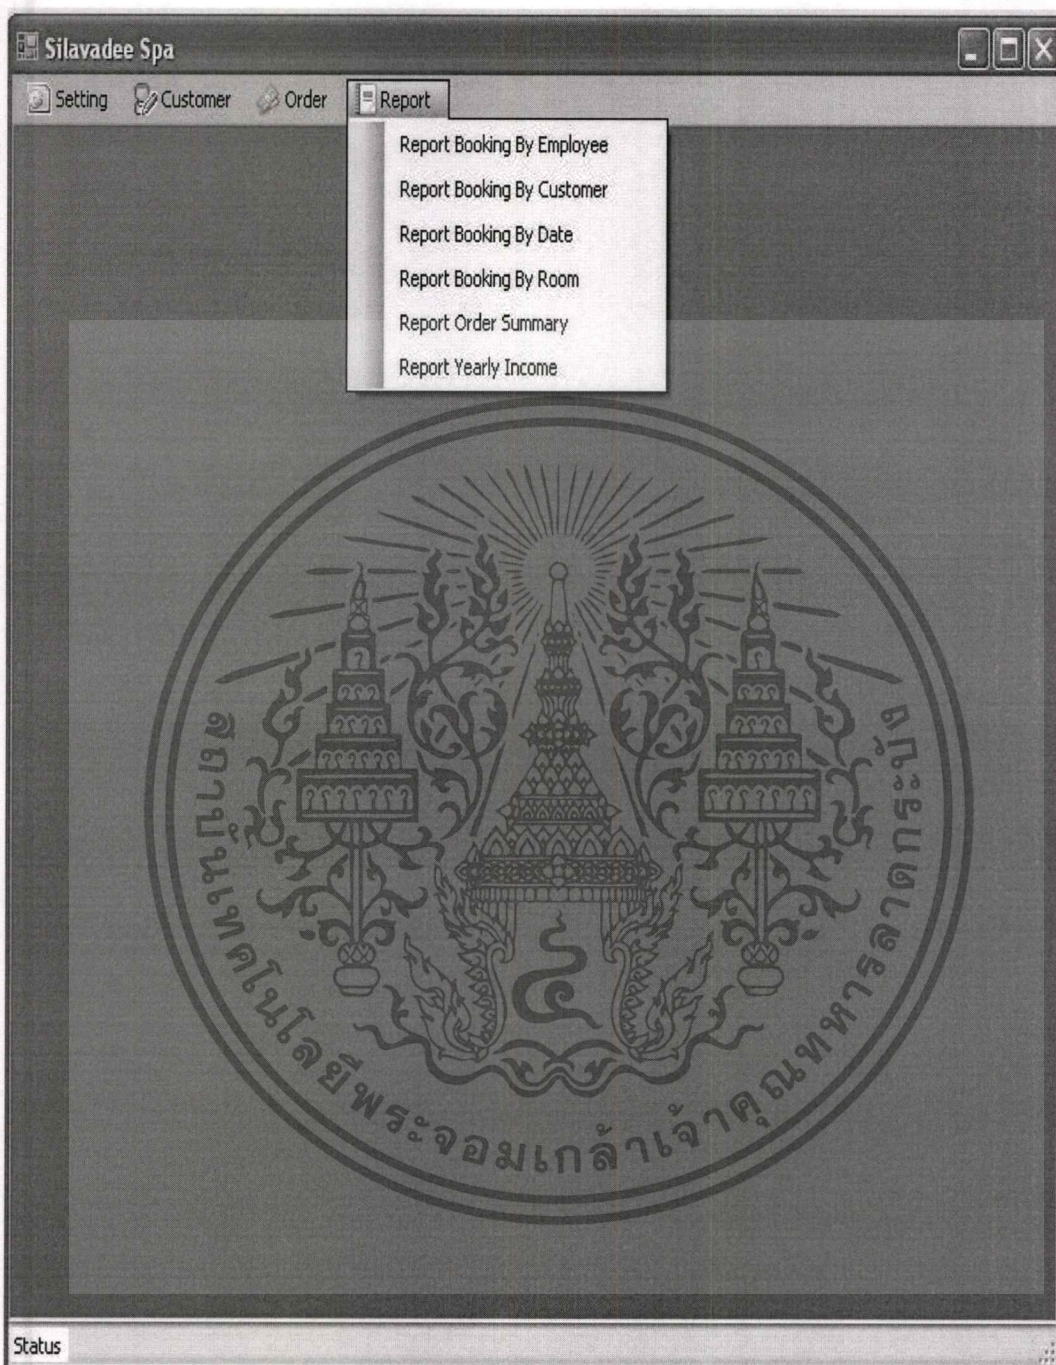 Silavadee Spa
Setting Customer Order Report
Report Booking By Employee
Report Booking By Customer
Report Booking By Date
Report Booking By Room
Report Order Summary
Report Yearly Income
สถาบันเทคโนโลยีพระจอมเกล้าเจ้าคุณทหารลาดกระบัง
๔
Status